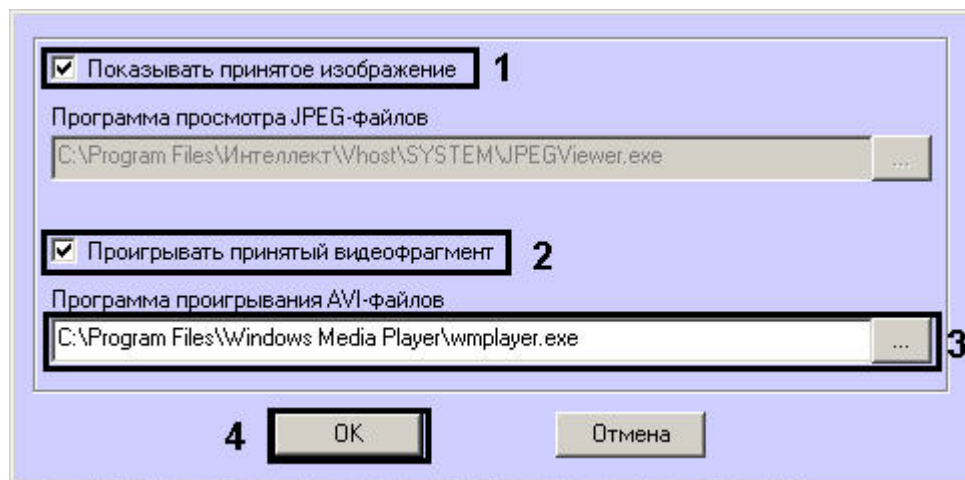 Показывать принятое изображение 1
Программа просмотра JPEG-файлов
C:\Program Files\Интеллект\Vhost\SYSTEM\JPEGViewer.exe ...
Проигрывать принятый видеофрагмент 2
Программа проигрывания AVI-файлов
C:\Program Files\Windows Media Player\wmplayer.exe ... 3
4 OK Отмена